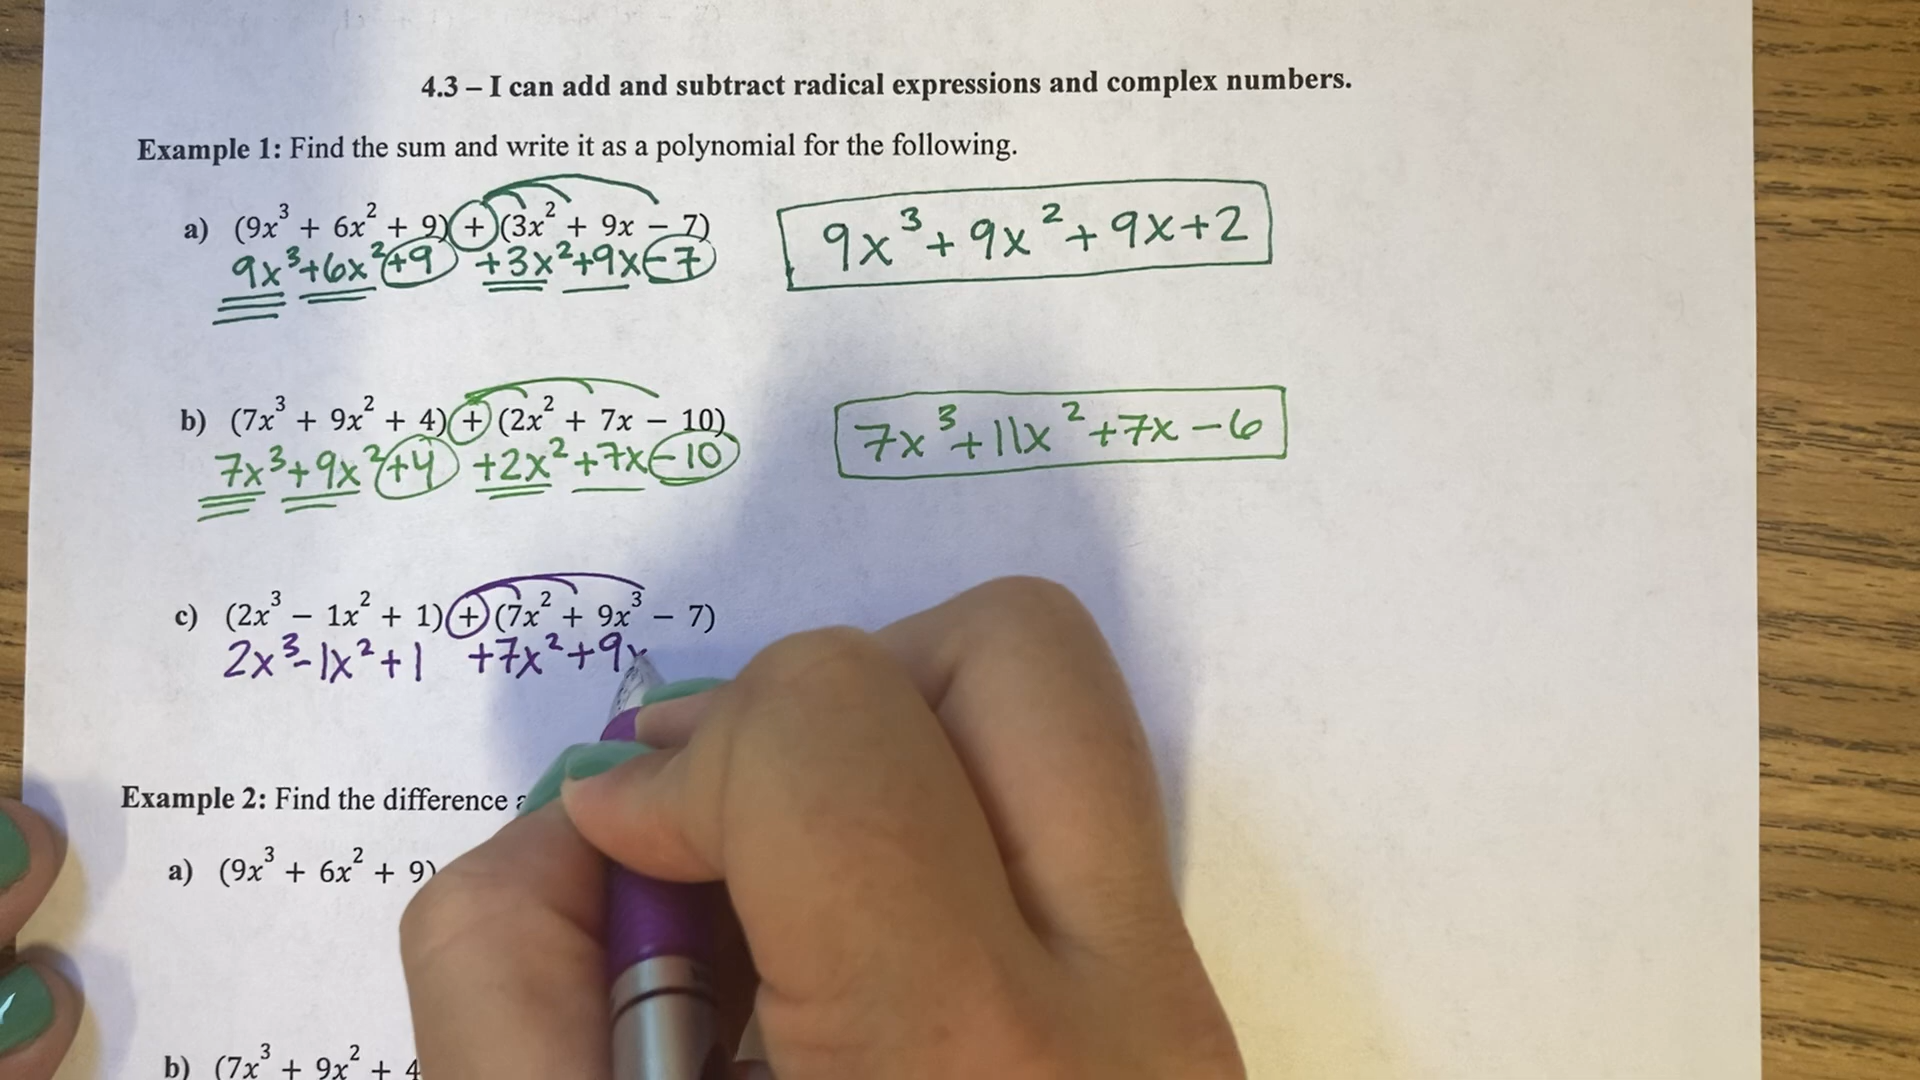 4.3 – I can add and subtract radical expressions and complex numbers.
Example 1: Find the sum and write it as a polynomial for the following.
a) (9x³ + 6x² + 9) + (3x² + 9x − 7)
9x³+6x²+9 +3x²+9x−7
9x³+9x²+9x+2
b) (7x³ + 9x² + 4) + (2x² + 7x − 10)
7x³+9x²+4 +2x²+7x−10
7x³+11x²+7x−6
c) (2x³ − 1x² + 1) + (7x² + 9x³ − 7)
2x³-1x²+1 +7x²+9x
Example 2: Find the difference
a) (9x³ + 6x² + 9)
b) (7x³ + 9x² + 4